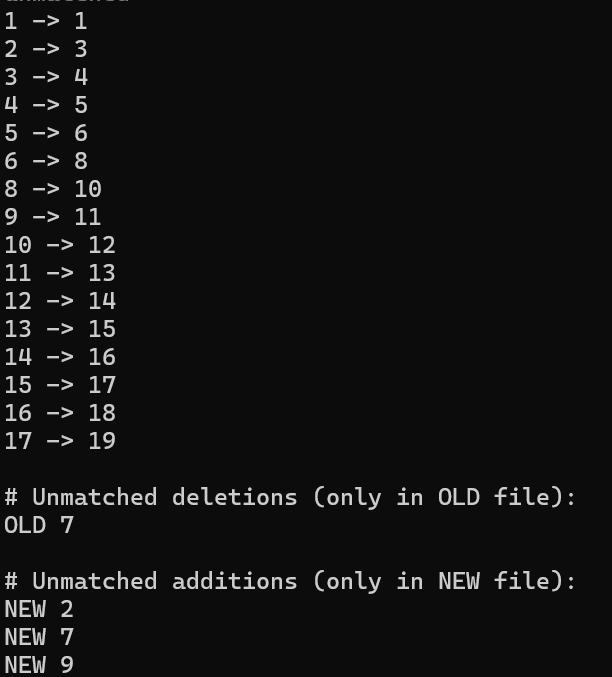 1 -> 1
2 -> 3
3 -> 4
4 -> 5
5 -> 6
6 -> 8
8 -> 10
9 -> 11
10 -> 12
11 -> 13
12 -> 14
13 -> 15
14 -> 16
15 -> 17
16 -> 18
17 -> 19
# Unmatched deletions (only in OLD file):
OLD 7
# Unmatched additions (only in NEW file):
NEW 2
NEW 7
NEW 9